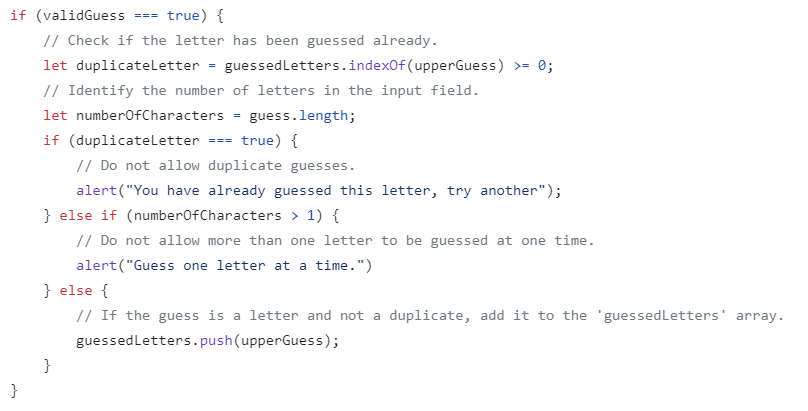 if (validGuess === true) {
    // Check if the letter has been guessed already.
    let duplicateLetter = guessedLetters.indexOf(upperGuess) >= 0;
    // Identify the number of letters in the input field.
    let numberOfCharacters = guess.length;
    if (duplicateLetter === true) {
        // Do not allow duplicate guesses.
        alert("You have already guessed this letter, try another");
    } else if (numberOfCharacters > 1) {
        // Do not allow more than one letter to be guessed at one time.
        alert("Guess one letter at a time.")
    } else {
        // If the guess is a letter and not a duplicate, add it to the 'guessedLetters' array.
        guessedLetters.push(upperGuess);
    }
}